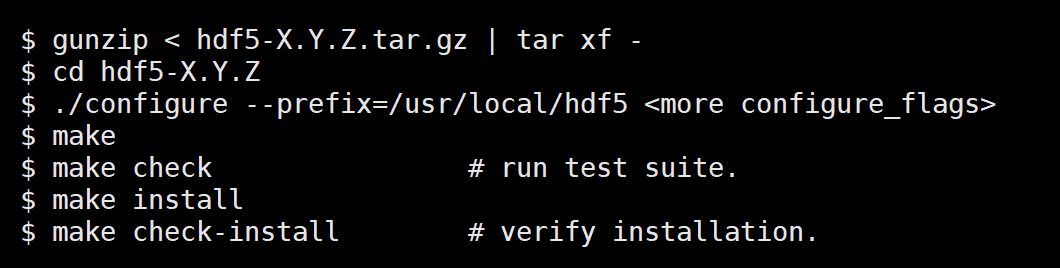 $ gunzip < hdf5-X.Y.Z.tar.gz | tar xf -
$ cd hdf5-X.Y.Z
$ ./configure --prefix=/usr/local/hdf5 <more configure_flags>
$ make
$ make check                # run test suite.
$ make install
$ make check-install        # verify installation.